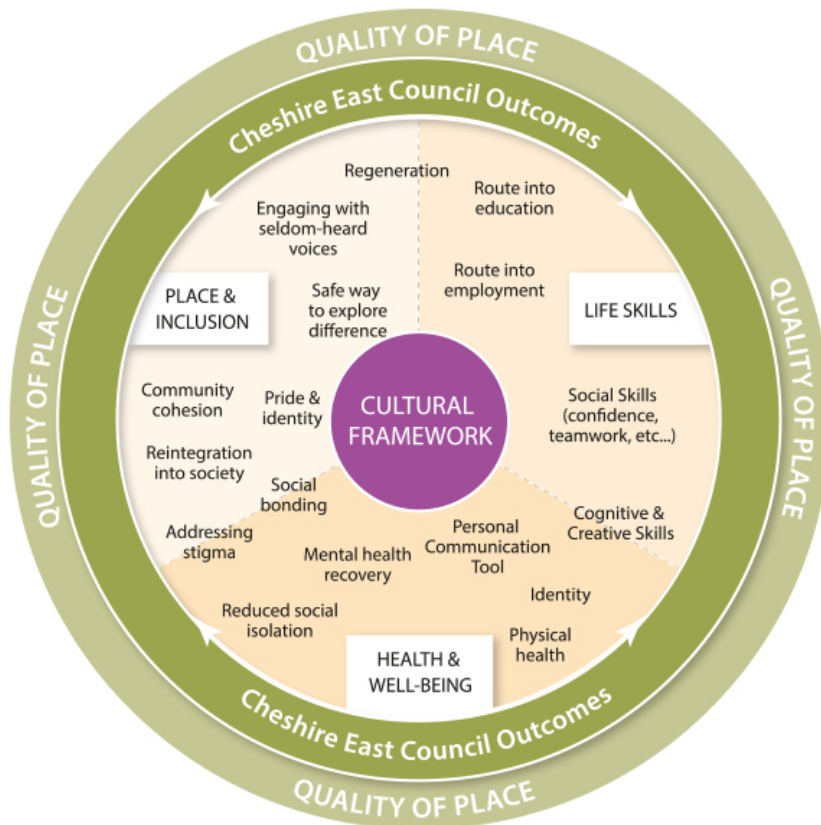 QUALITY OF PLACE
Cheshire East Council Outcomes
Regeneration
Engaging with
seldom-heard
voices
Safe way
to explore
difference
PLACE &
INCLUSION
Community
cohesion
Pride &
identity
Reintegration
into society
Social
bonding
Addressing
stigma
Route into
education
Route into
employment
LIFE SKILLS
Social Skills
(confidence,
teamwork, etc...)
Cognitive &
Creative Skills
CULTURAL
FRAMEWORK
Mental health
recovery
Personal
Communication
Tool
Identity
Reduced social
isolation
Physical
health
HEALTH &
WELL-BEING
Cheshire East Council Outcomes
QUALITY OF PLACE
QUALITY OF PLACE
QUALITY OF PLACE